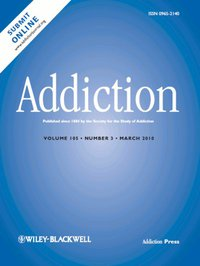 ISSN 0965-2140
SUBMIT
ONLINE
Addiction
Published since 1884 by the Society for the Study of Addiction
VOLUME 105 • NUMBER 3 • MARCH 2010
WILEY-BLACKWELL
Addiction Press